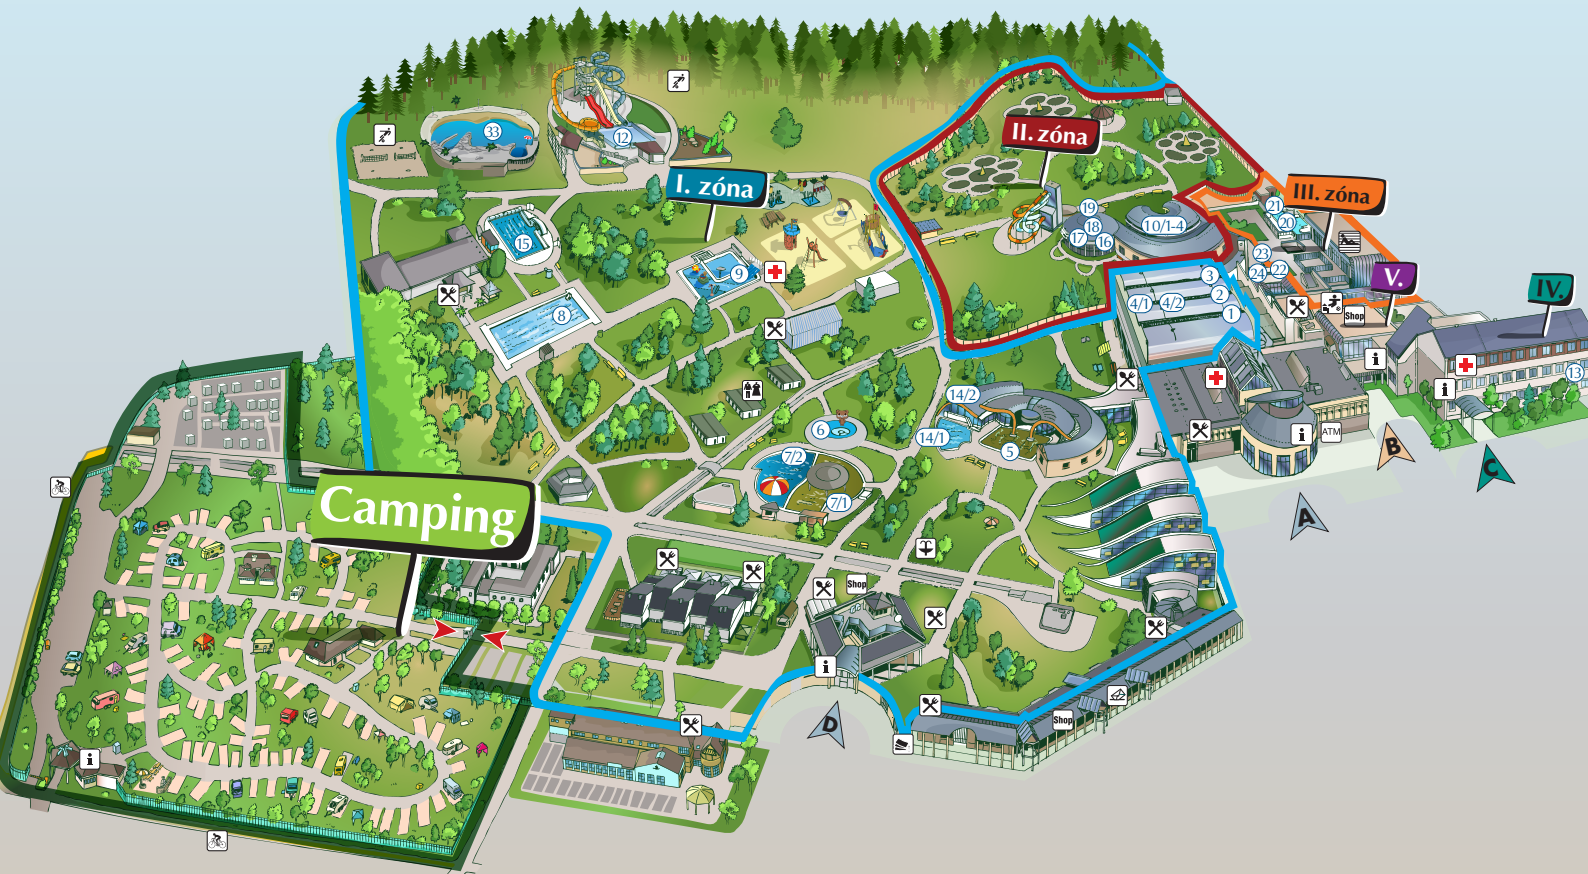 33
12
II. zóna
I. zóna
III. zóna
19
18
17
16
10/1-4
21
20
15
9
23
24
22
3
2
1
4/1
4/2
V.
IV.
8
Shop
i
i
13
14/2
14/1
6
5
i
ATM
B
C
A
7/2
7/1
Camping
Shop
i
D
Shop
i